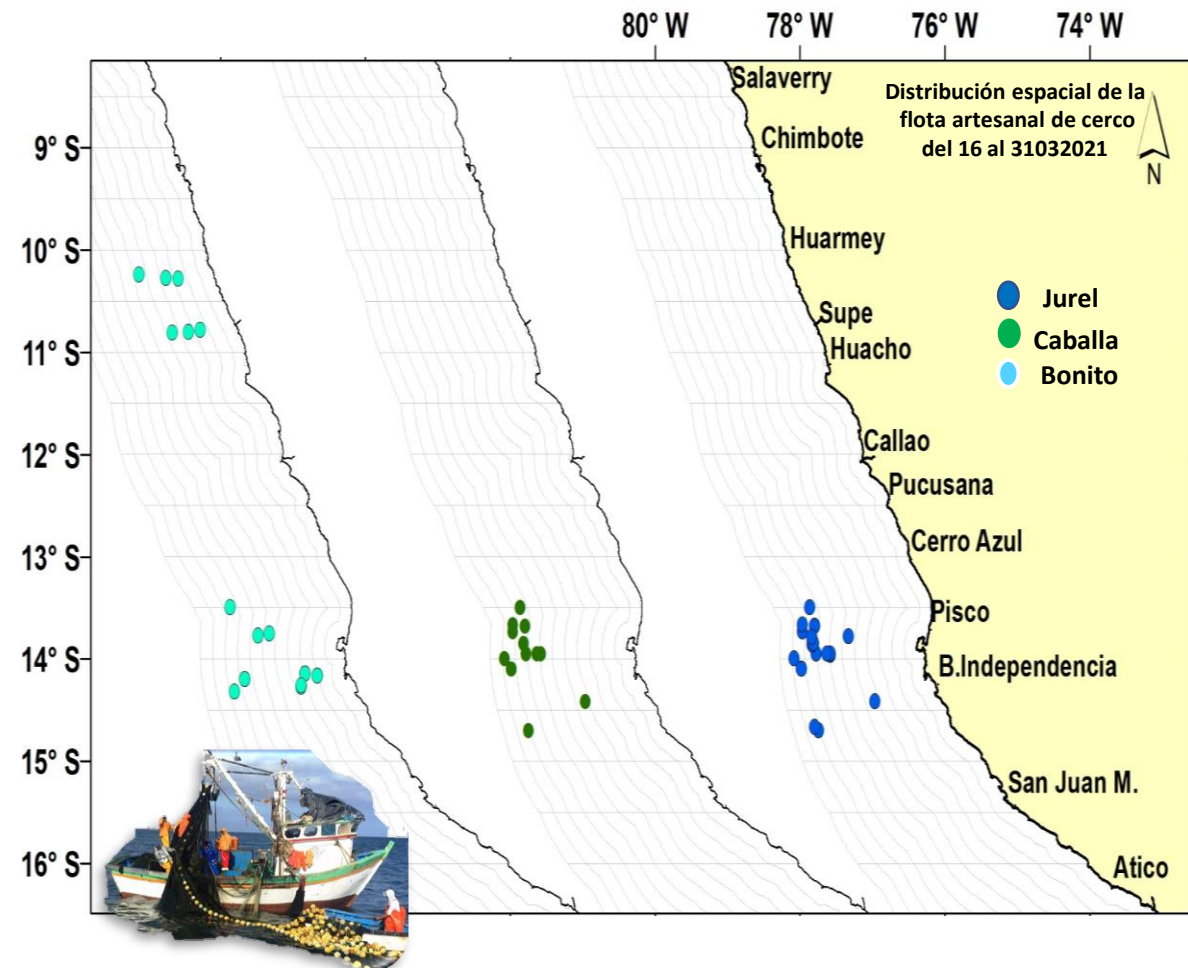 80° W
78° W
76° W
74° W
Salaverry
Distribución espacial de la
flota artesanal de cerco
del 16 al 31032021
N
9° S
Chimbote
10° S
Huarmey
Jurel
Supe
Caballa
11° S
Huacho
Bonito
12° S
Callao
Pucusana
13° S
Cerro Azul
Pisco
14° S
B.Independencia
15° S
San Juan M.
16° S
Atico